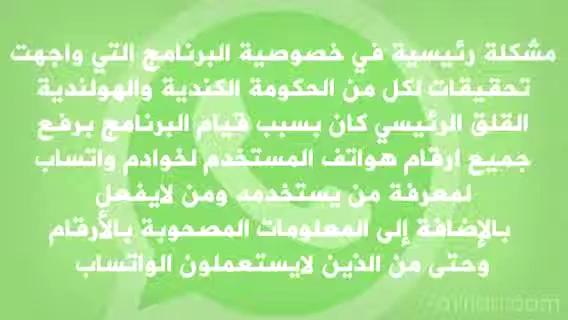 مشكلة رئيسية في خصوصية البرنامج التي واجهت
تحقيقات لكل من الحكومة الكندية والهولندية
القلق الرئيسي كان بسبب قيام البرنامج برفع
جميع ارقام هواتف المستخدم لخوادم واتساب
لمعرفة من يستخدمه ومن لايفعل
بالإضافة إلى المعلومات المصحوبة بالأرقام
وحتى من الذين لايستعملون الواتساب